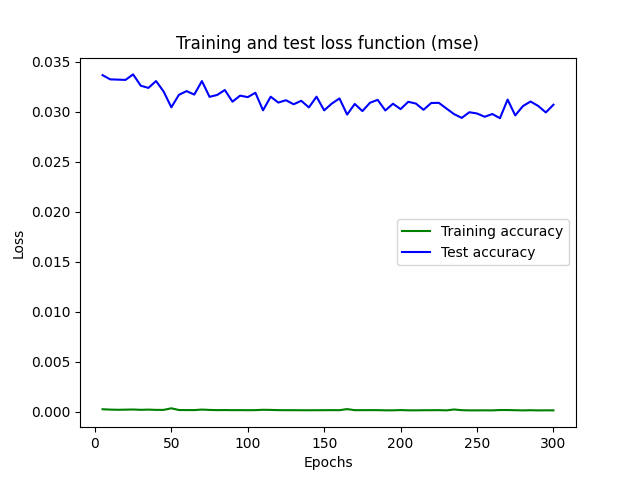 Training and test loss function (mse)
0.035
0.030
0.025
0.020
0.015
0.010
0.005
0.000
Loss
Training accuracy
Test accuracy
0 50 100 150 200 250 300
Epochs